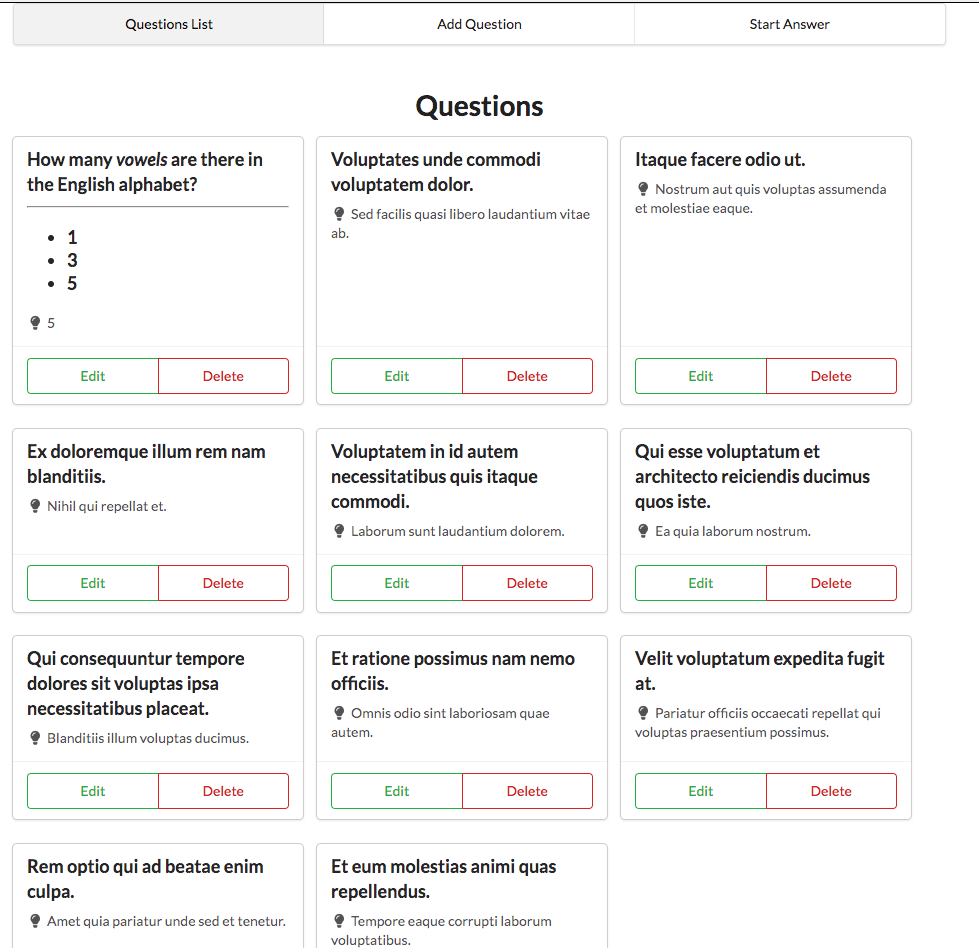 Questions List
Add Question
Start Answer
Questions
How many vowels are there in
the English alphabet?
1
3
5
5
Edit
Delete
Voluptates unde commodi
voluptatem dolor.
Sed facilis quasi libero laudantium vitae
ab.
Edit
Delete
Itaque facere odio ut.
Nostrum aut quis voluptas assumenda
et molestiae eaque.
Edit
Delete
Ex doloremque illum rem nam
blanditiis.
Nihil qui repellat et.
Edit
Delete
Voluptatem in id autem
necessitatibus quis itaque
commodi.
Laborum sunt laudantium dolorem.
Edit
Delete
Qui esse voluptatum et
architecto reiciendis ducimus
quos iste.
Ea quia laborum nostrum.
Edit
Delete
Qui consequuntur tempore
dolores sit voluptas ipsa
necessitatibus placeat.
Blanditiis illum voluptas ducimus.
Edit
Delete
Et ratione possimus nam nemo
officiis.
Omnis odio sint laboriosam quae
autem.
Edit
Delete
Velit voluptatum expedita fugit
at.
Pariatur officiis occaecati repellat qui
voluptas praesentium possimus.
Edit
Delete
Rem optio qui ad beatae enim
culpa.
Amet quia pariatur unde sed et tenetur.
Et eum molestias animi quas
repellendus.
Tempore eaque corrupti laborum
voluptatibus.